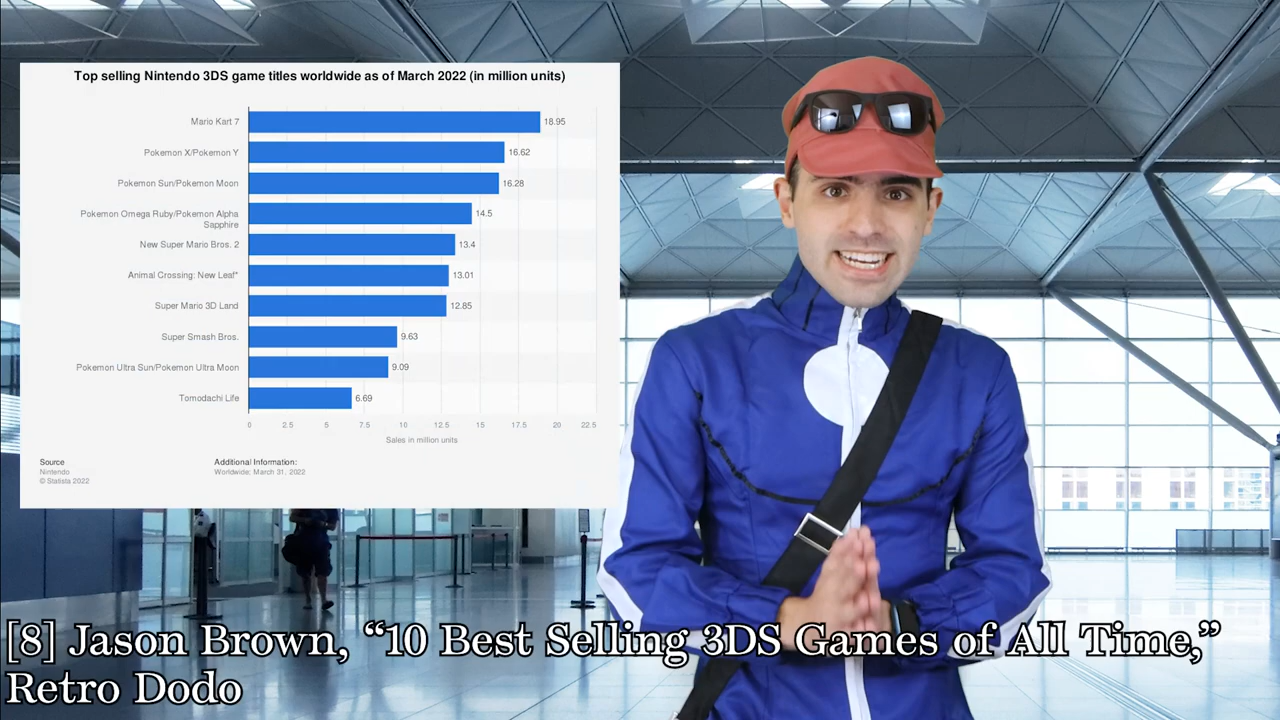 Top selling Nintendo 3DS game titles worldwide as of March 2022 (in million units)
Mario Kart 7 18.95
Pokemon X/Pokemon Y 16.62
Pokemon Sun/Pokemon Moon 16.28
Pokemon Omega Ruby/Pokemon Alpha
Sapphire 14.5
New Super Mario Bros. 2 13.4
Animal Crossing: New Leaf* 13.01
Super Mario 3D Land 12.85
Super Smash Bros. 9.63
Pokemon Ultra Sun/Pokemon Ultra Moon 9.09
Tomodachi Life 6.69
0 2.5 5 7.5 10 12.5 15 17.5 20 22.5
Sales in million units
Source
Nintendo
© Statista 2022
Additional Information:
Worldwide: March 31, 2022
[8] Jason Brown, “10 Best Selling 3DS Games of All Time,”
Retro Dodo